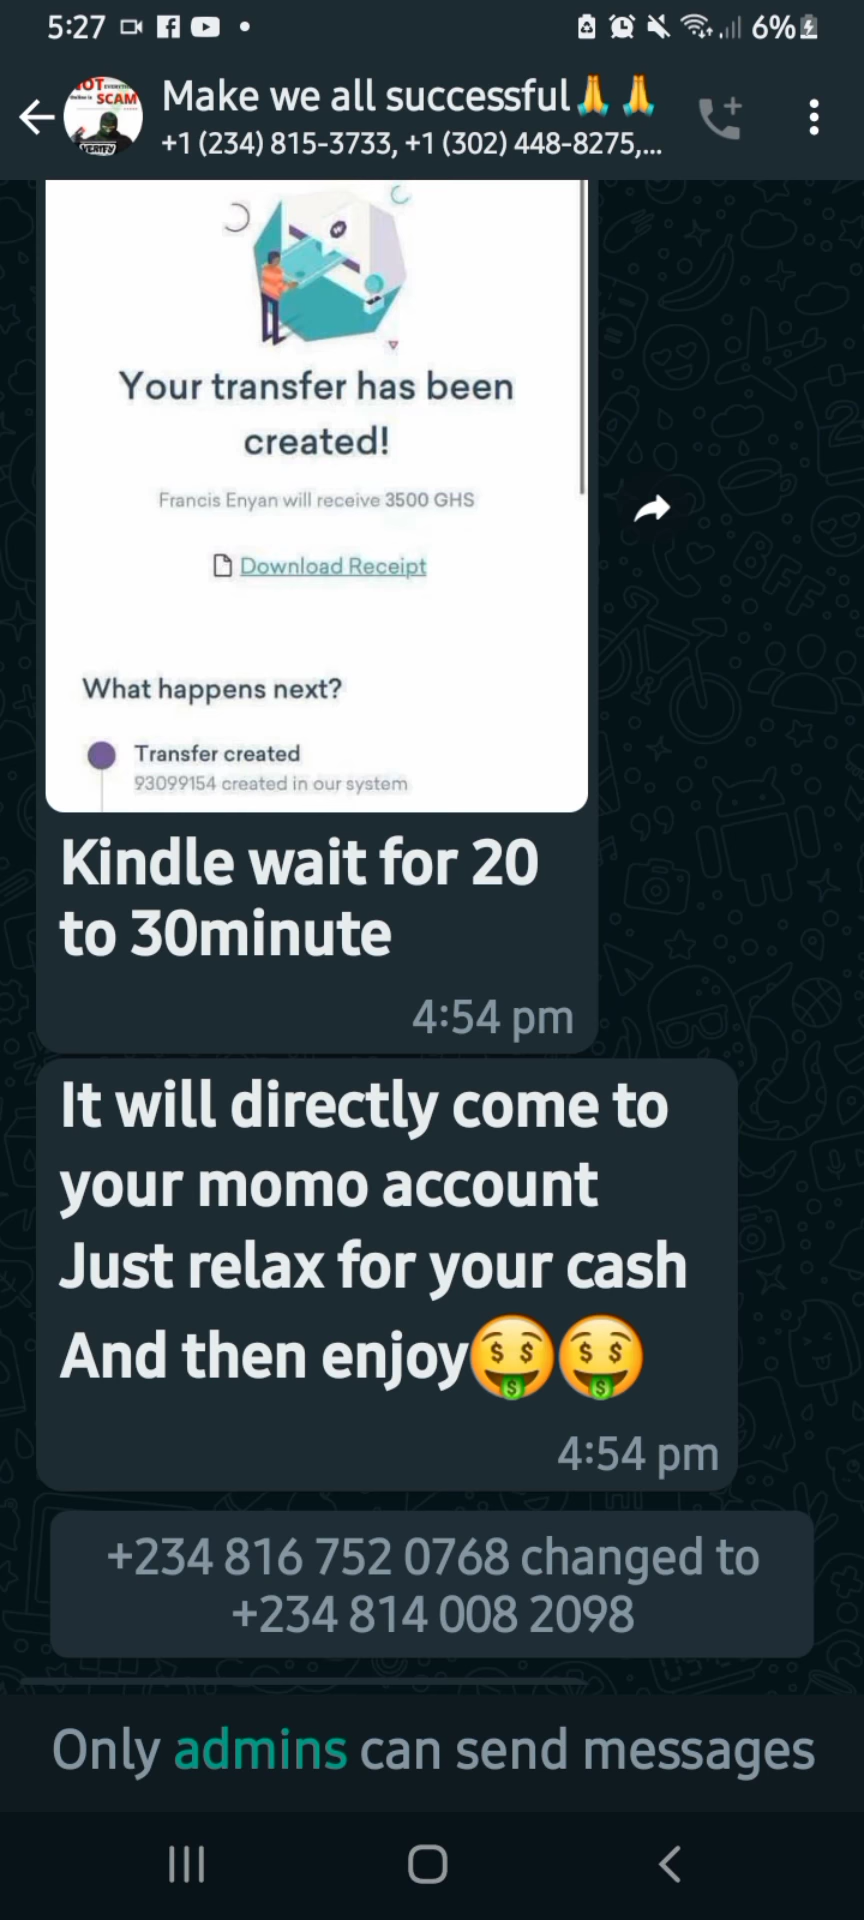 5:27
6%
NOT EVERYTHING
SCAM
VERIFY
Make we all successful🙏🙏
+1 (234) 815-3733, +1 (302) 448-8275,...
Your transfer has been
created!
Francis Enyan will receive 3500 GHS
Download Receipt
What happens next?
Transfer created
93099154 created in our system
Kindle wait for 20
to 30minute
4:54 pm
It will directly come to
your momo account
Just relax for your cash
And then enjoy🤑🤑
4:54 pm
+234 816 752 0768 changed to
+234 814 008 2098
Only admins can send messages